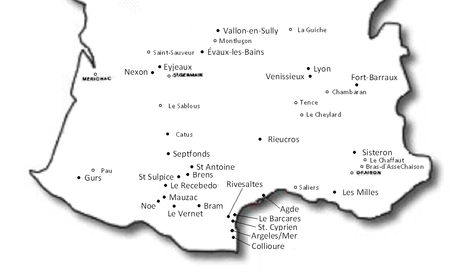 Vallon-en-Sully
La Guiche
Montluçon
Saint-Sauveur
Évaux-les-Bains
Eyjeaux
Nexon
St GERMAIN
MERIGNAC
Lyon
Venissieux
Fort-Barraux
Chambaran
Le Sablous
Tence
Le Cheylard
Catus
Rieucros
Septfonds
Sisteron
Le Chaffaut
Bras-d'AsseChaison
Pau
Gurs
St Antoine
Brens
St Sulpice
Le Recebedo
Rivesaltes
Saliers
Les Milles
Mauzac
Noe
Le Vernet
Bram
Agde
Le Barcares
St. Cyprien
Argeles/Mer
Collioure